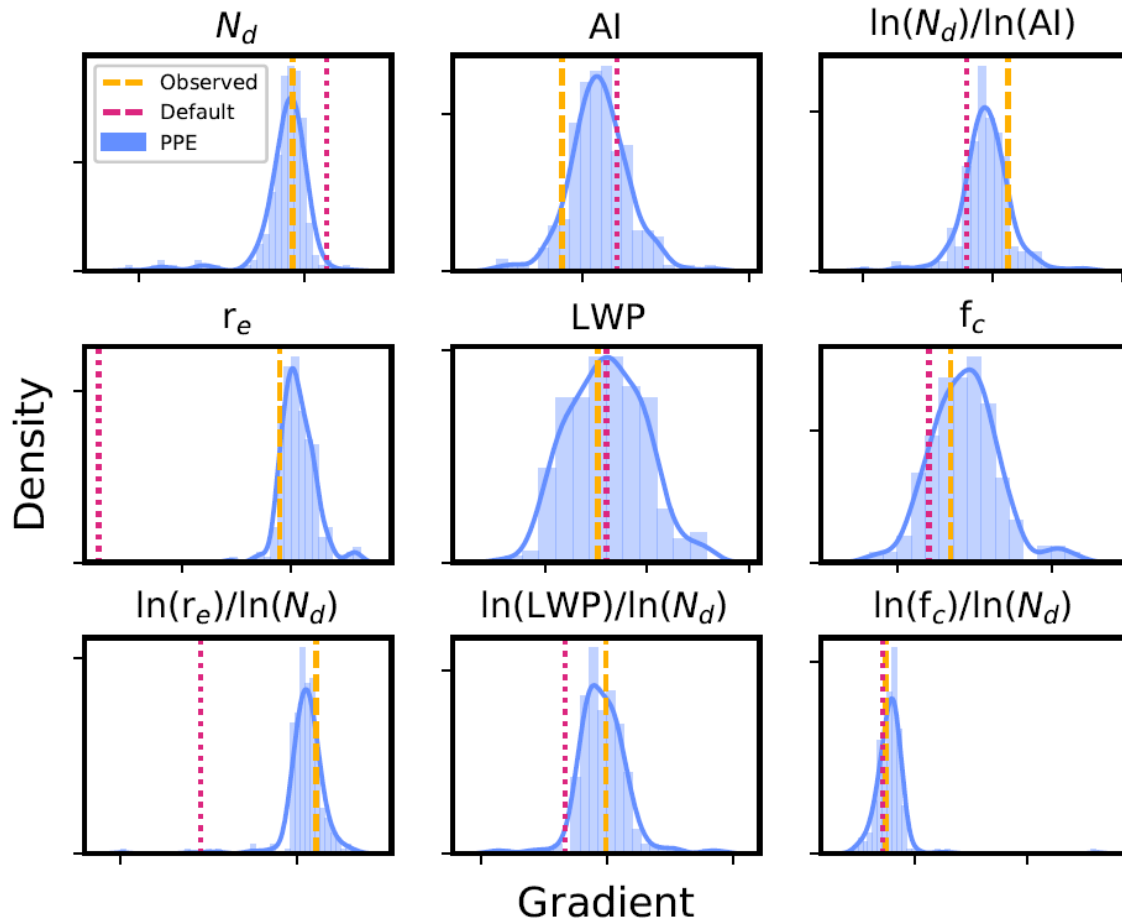 N_d
AI
ln(N_d)/ln(AI)
Observed
Default
PPE
r_e
LWP
f_c
Density
ln(r_e)/ln(N_d)
ln(LWP)/ln(N_d)
ln(f_c)/ln(N_d)
Gradient